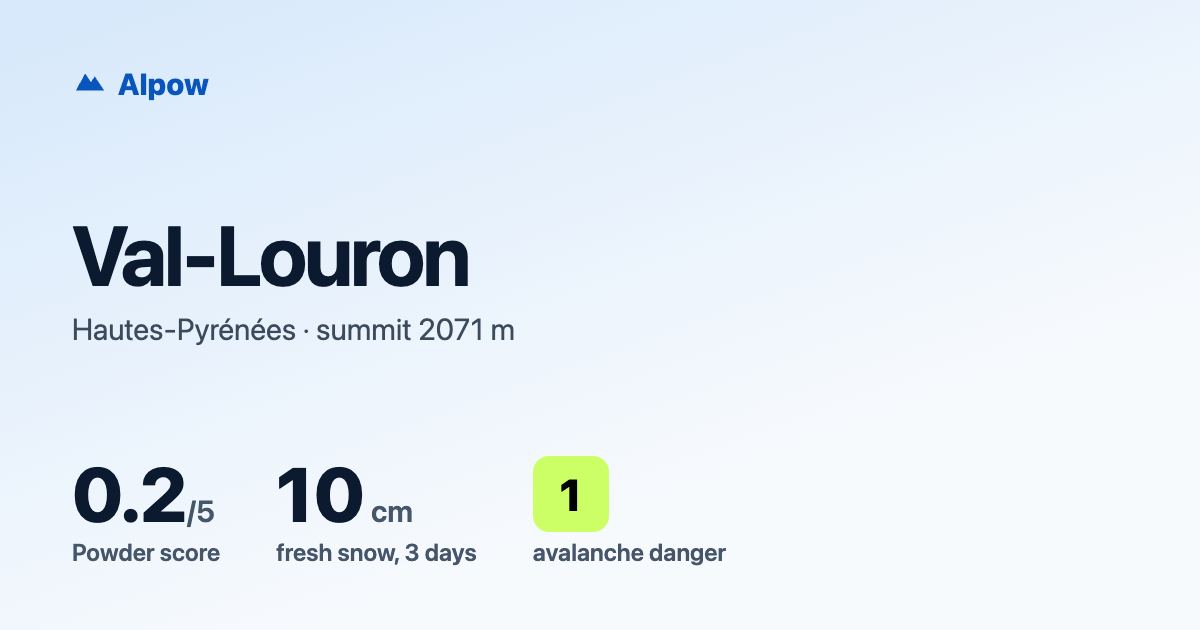 Alpow
Val-Louron
Hautes-Pyrénées · summit 2071 m
0.2/5
Powder score
10 cm
fresh snow, 3 days
1
avalanche danger